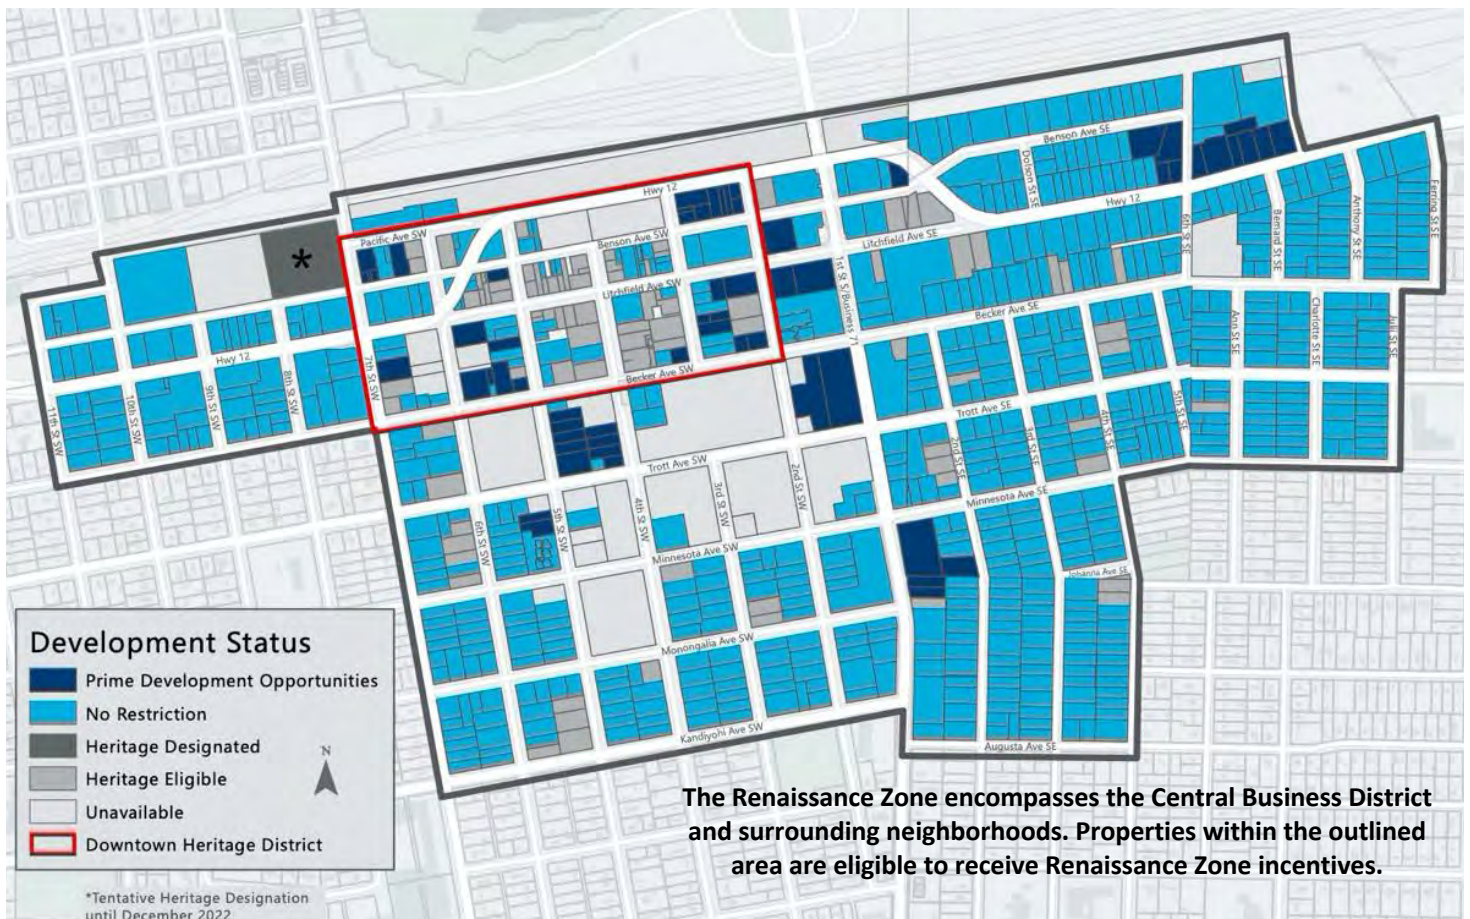 Hwy 12
Benson Ave SE
Dolson St SE
Hwy 12
6th St SE
Bernard St SE
Anthony St SE
Ferring St SE
Pacific Ave SW
Benson Ave SW
Litchfield Ave SE
Litchfield Ave SW
1st St S/Business 71
Becker Ave SE
Ann St SE
Charlotte St SE
*
Hwy 12
7th St SW
8th St SW
9th St SW
10th St SW
11th St SW
Becker Ave SW
Trott Ave SE
5th St SE
4th St SE
3rd St SE
2nd St SE
Trott Ave SW
2nd St SW
3rd St SW
4th St SW
5th St SW
6th St SW
Minnesota Ave SE
Minnesota Ave SW
Johanna Ave SE
Monongalia Ave SW
Kandiyohi Ave SW
Augusta Ave SE
Development Status
Prime Development Opportunities
No Restriction
Heritage Designated
Heritage Eligible
Unavailable
Downtown Heritage District
N
*Tentative Heritage Designation
until December 2022
The Renaissance Zone encompasses the Central Business District
and surrounding neighborhoods. Properties within the outlined
area are eligible to receive Renaissance Zone incentives.